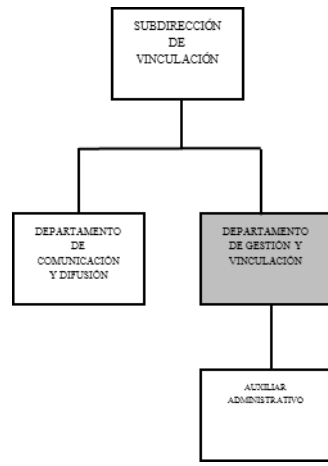 SUBDIRECCIÓN
DE
VINCULACIÓN
DEPARTAMENTO
DE
COMUNICACIÓN
Y DIFUSIÓN
DEPARTAMENTO
DE GESTIÓN Y
VINCULACIÓN
AUXILIAR
ADMINISTRATIVO